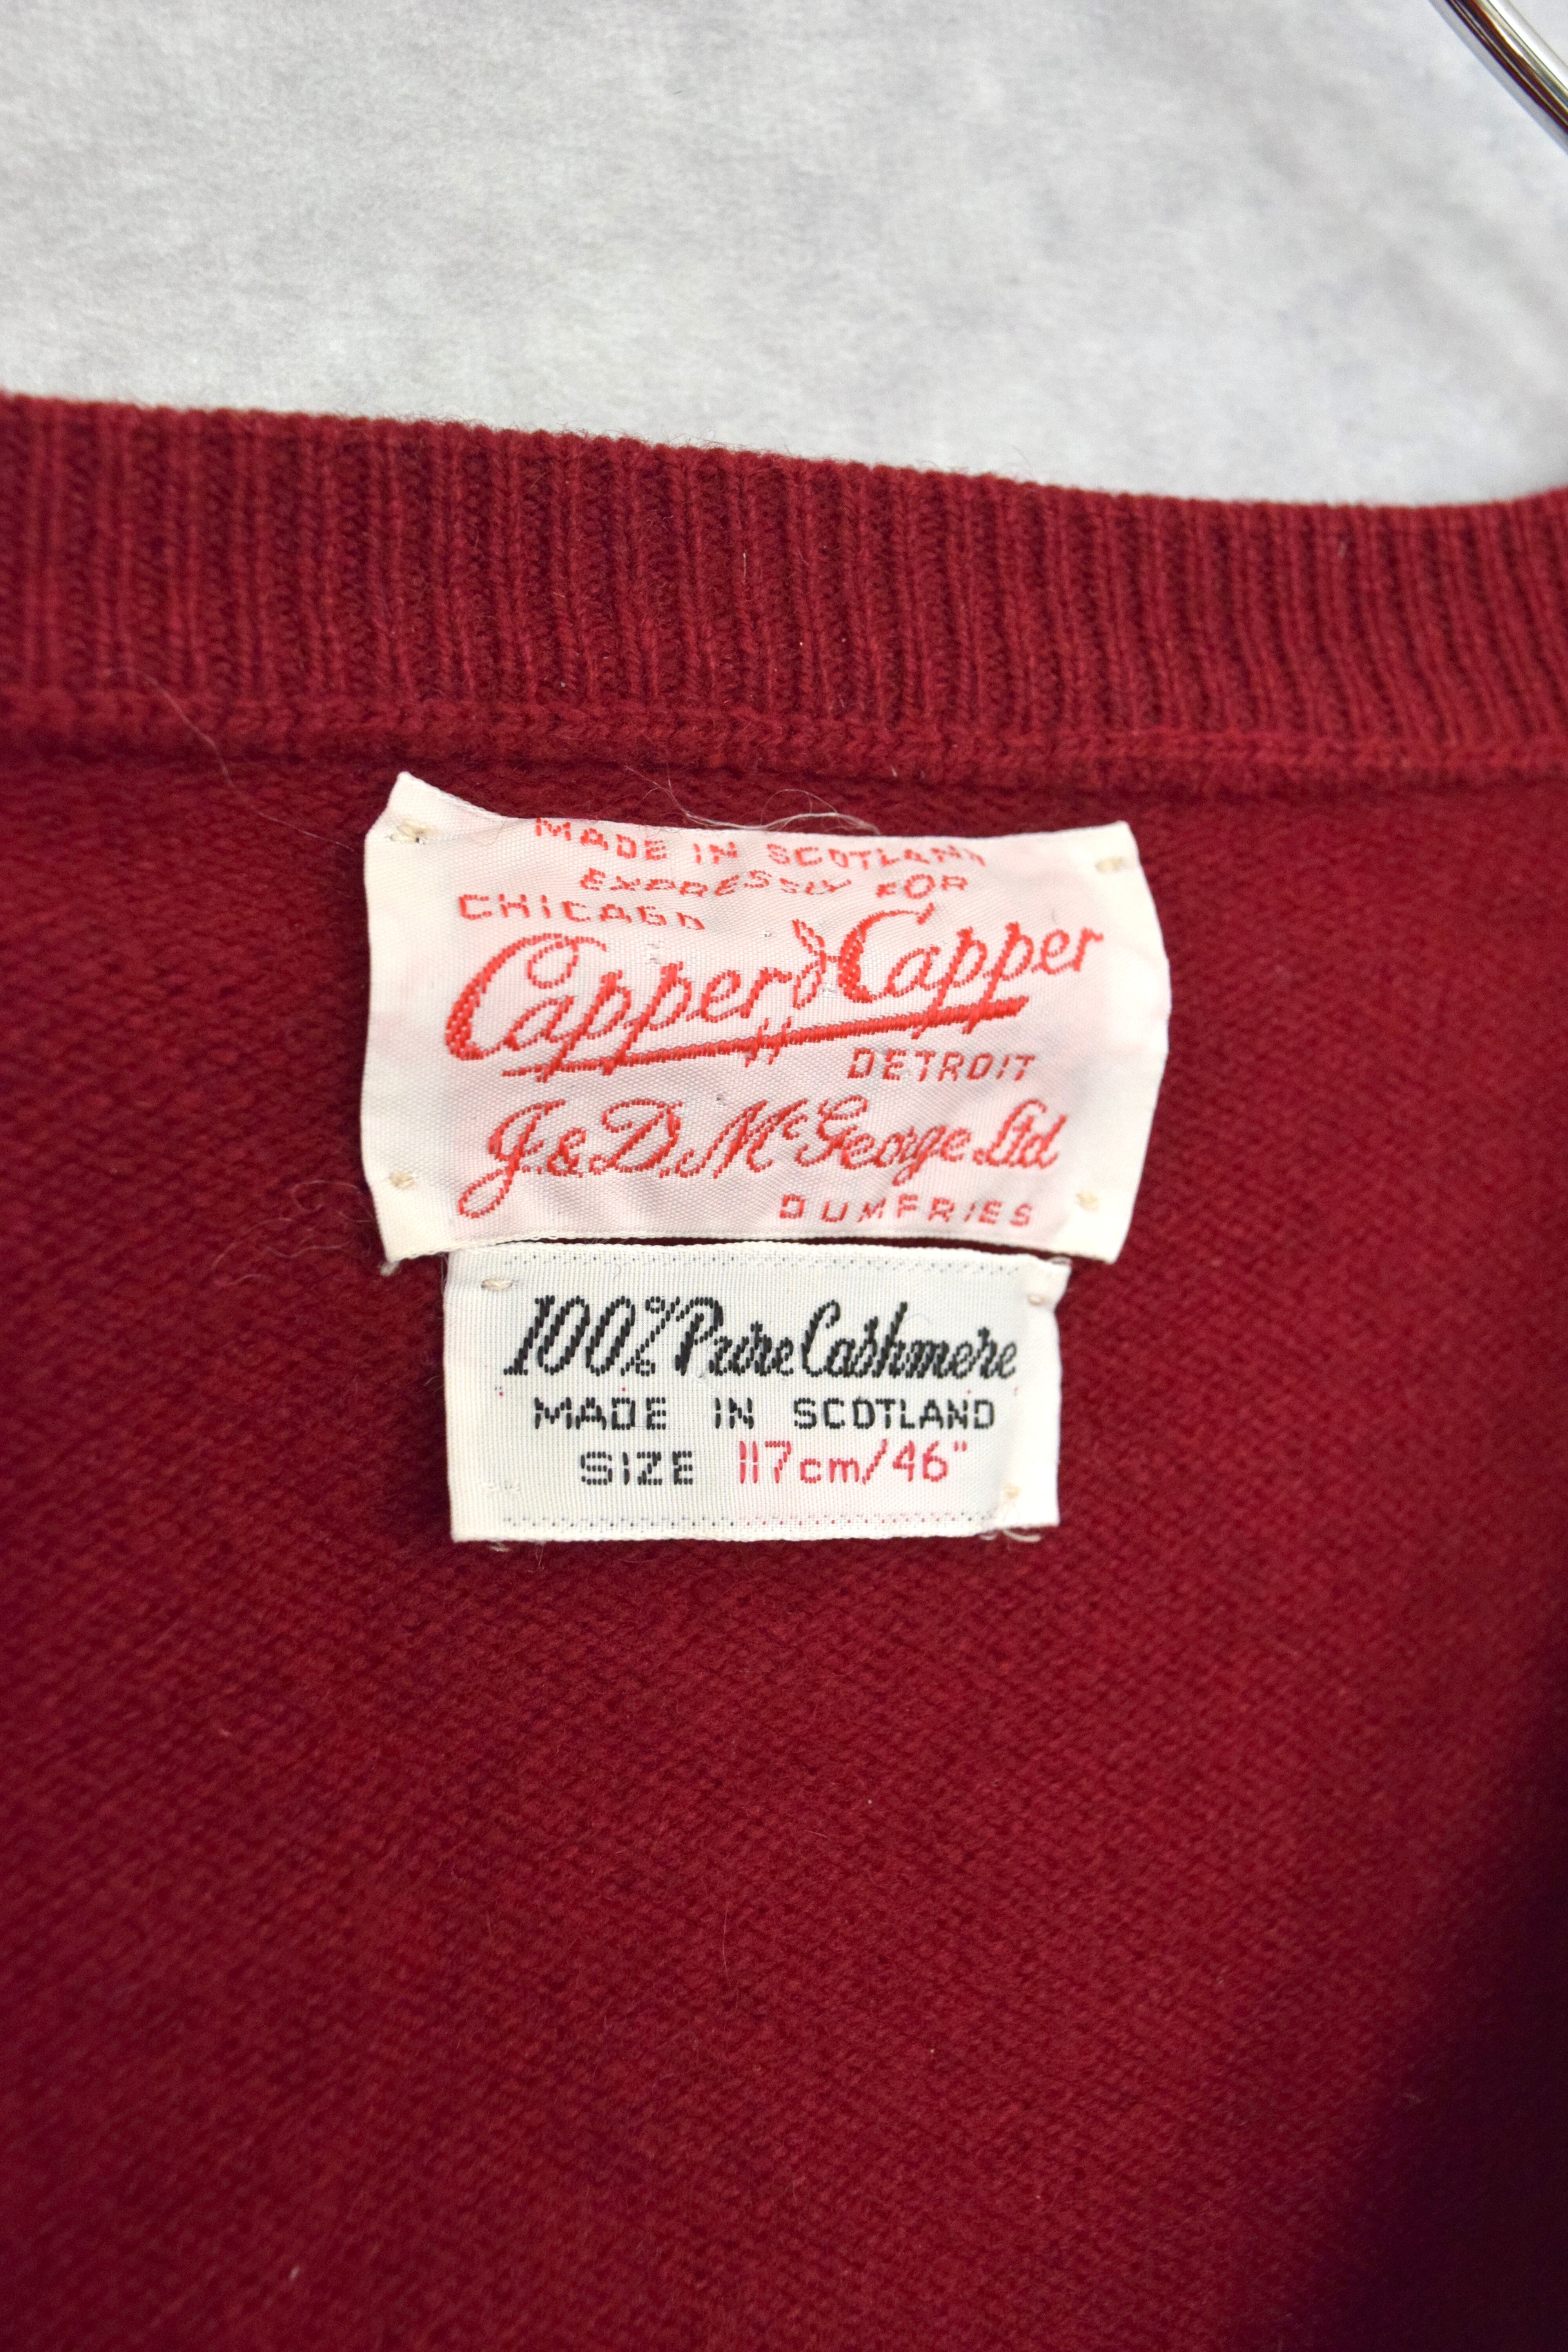 MADE IN SCOTLAND
EXPRESSLY FOR
CHICAGO
Capper & Capper
DETROIT
J. & D. McGeorge Ltd
DUMFRIES
100% Pure Cashmere
MADE IN SCOTLAND
SIZE 117cm/46"